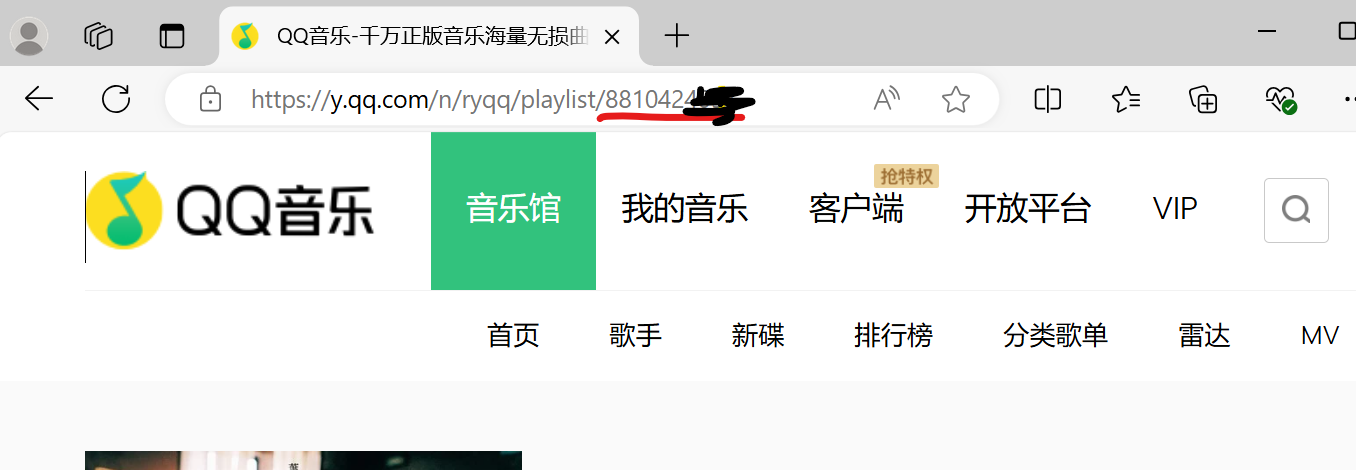 QQ音乐-千万正版音乐海量无损曲
https://y.qq.com/n/ryqq/playlist/881042
QQ音乐
音乐馆 我的音乐 客户端 抢特权 开放平台 VIP
首页 歌手 新碟 排行榜 分类歌单 雷达 MV